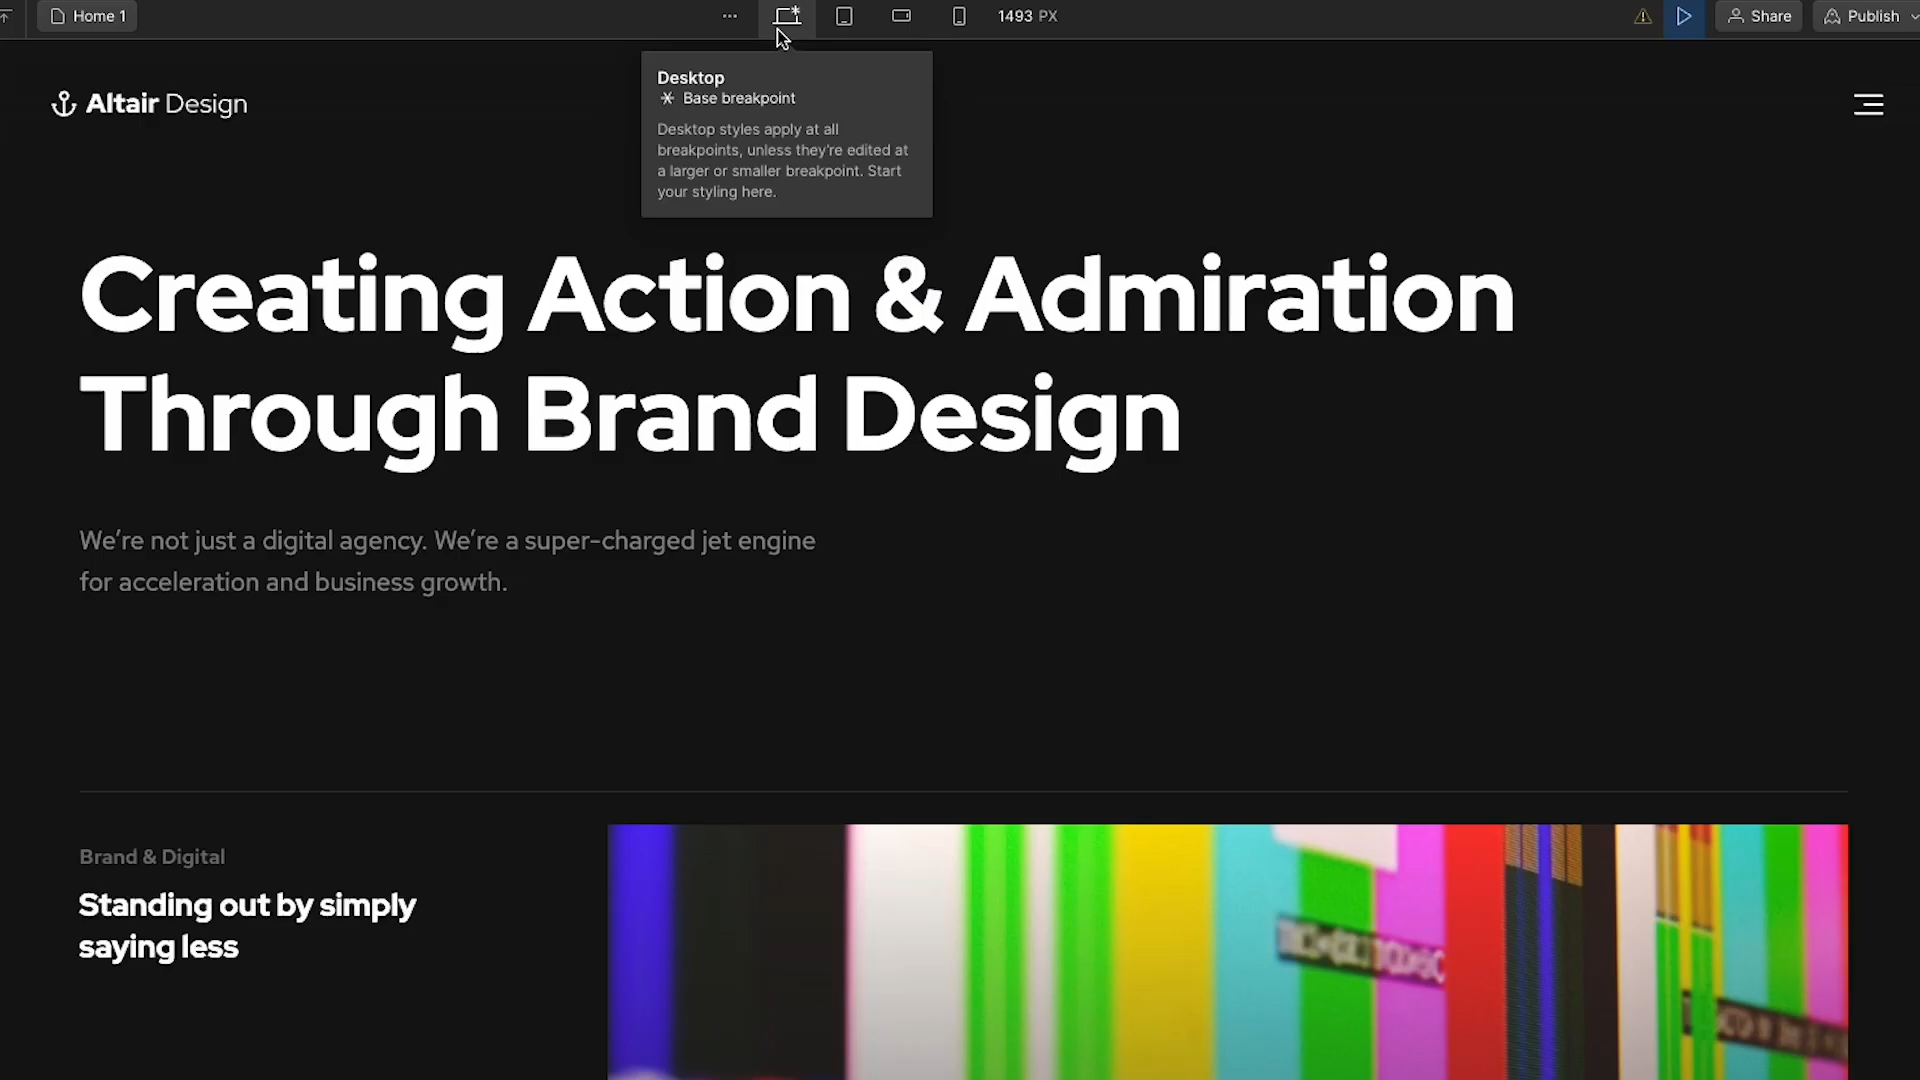 Home 1
1493 PX
Share
Publish
Desktop
Base breakpoint
Desktop styles apply at all
breakpoints, unless they're edited at
a larger or smaller breakpoint. Start
your styling here.
Altair Design
Creating Action & Admiration
Through Brand Design
We’re not just a digital agency. We’re a super-charged jet engine
for acceleration and business growth.
Brand & Digital
Standing out by simply
saying less